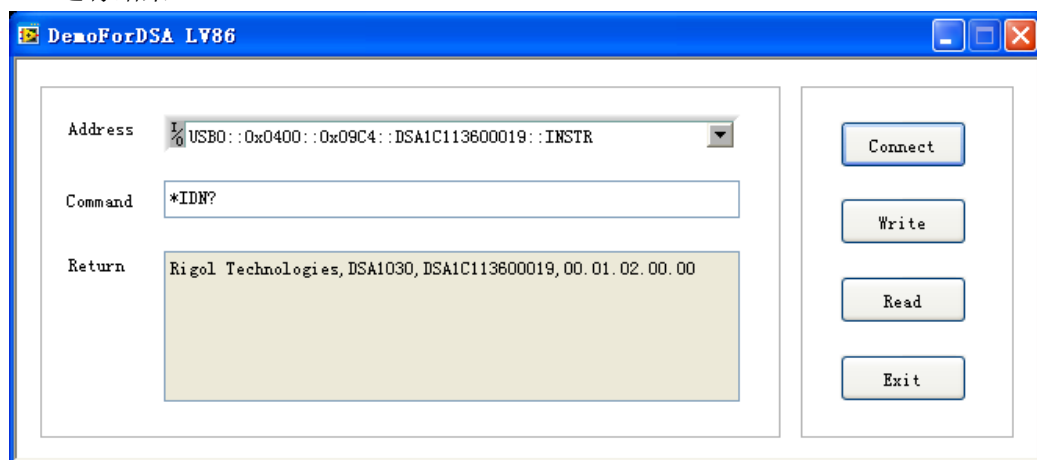 DemoForDSA LV86
Address
USB0::0x0400::0x09C4::DSA1C113600019::INSTR
Connect
Command
*IDN?
Write
Return
Rigol Technologies,DSA1030,DSA1C113600019,00.01.02.00.00
Read
Exit